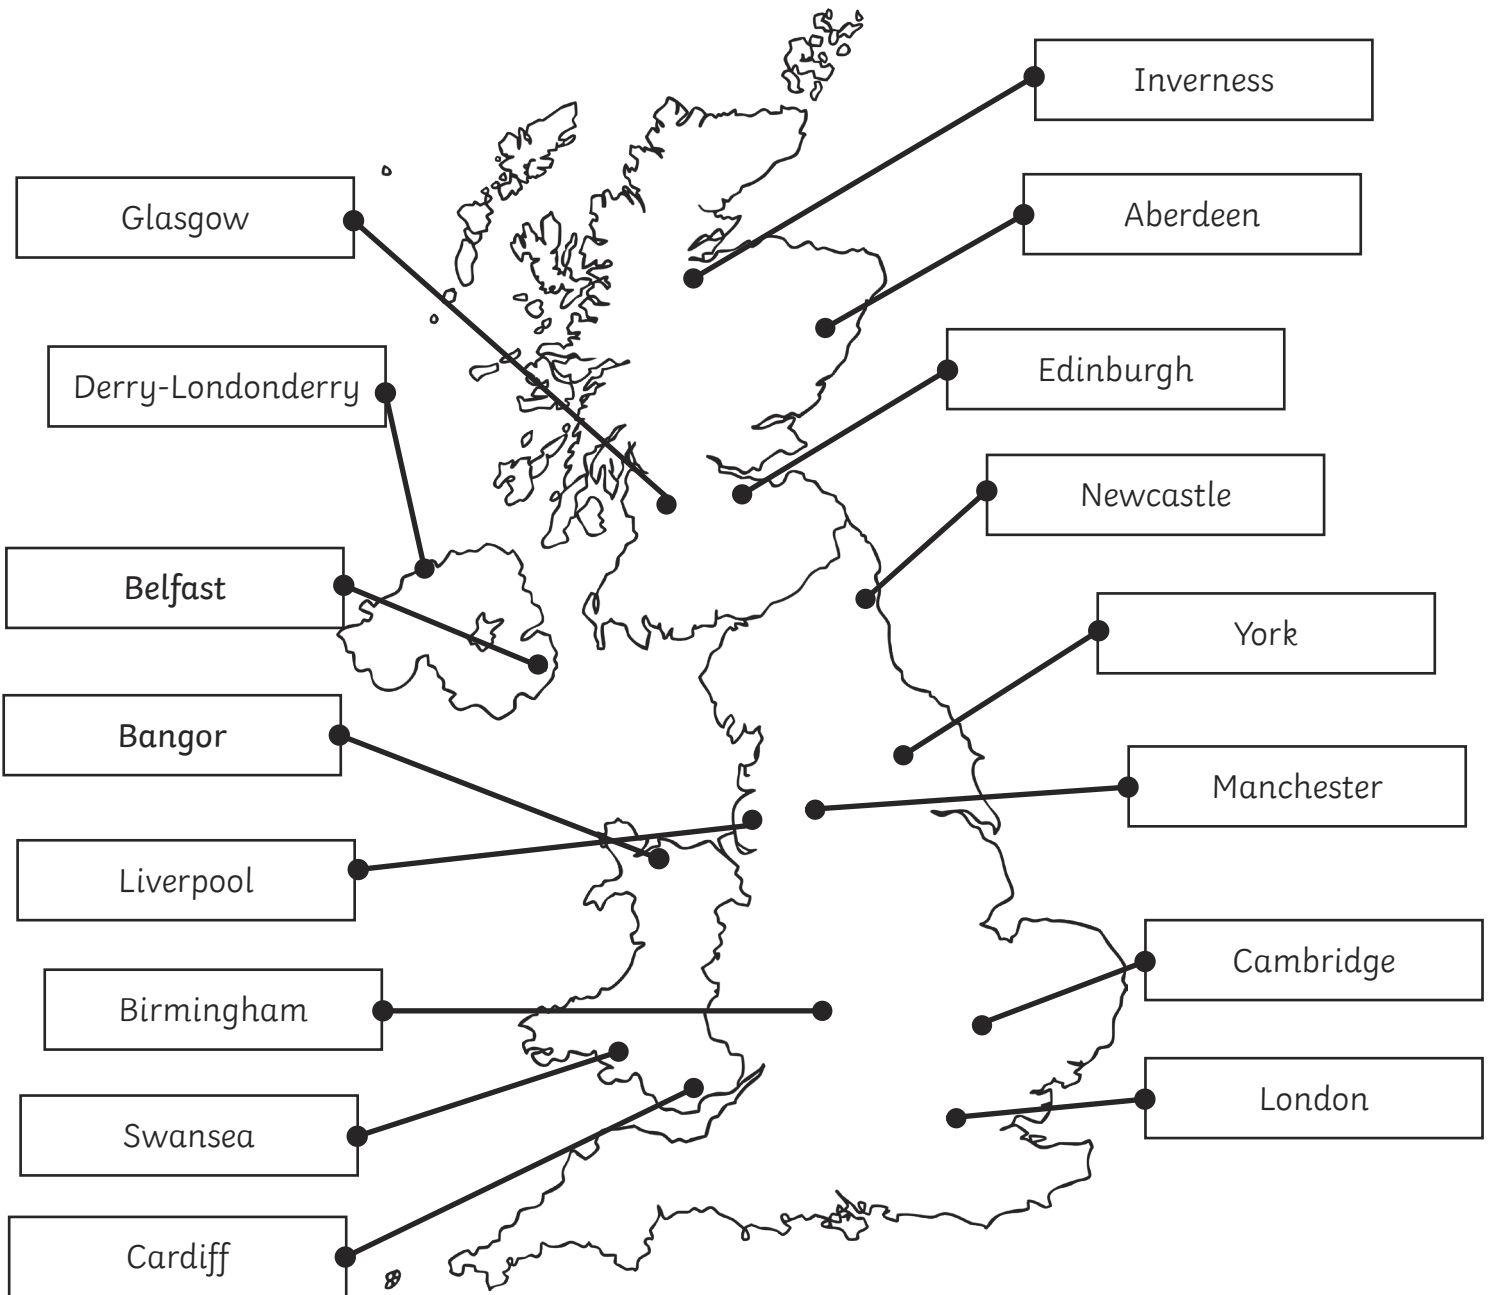 Inverness
Glasgow
Aberdeen
Derry-Londonderry
Edinburgh
Newcastle
Belfast
York
Bangor
Manchester
Liverpool
Cambridge
Birmingham
London
Swansea
Cardiff